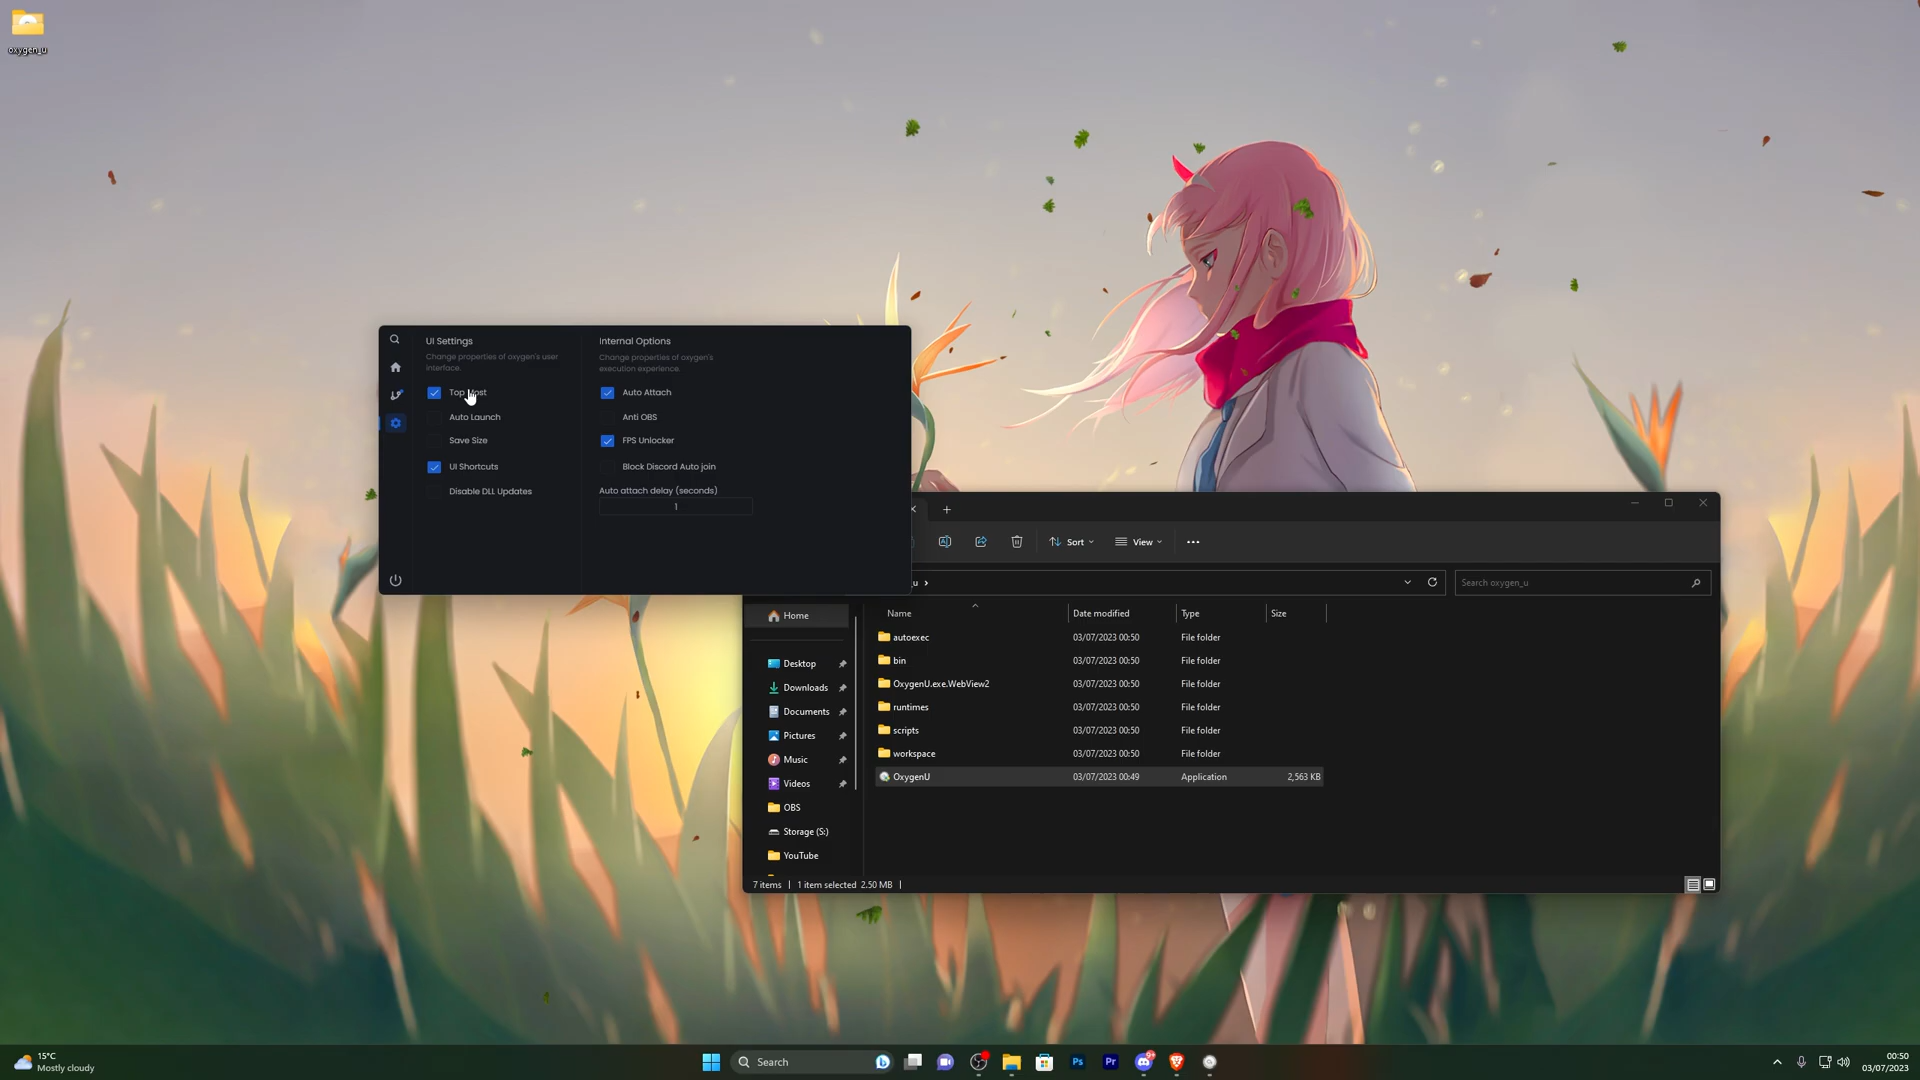 oxygen_u
UI Settings
Change properties of oxygen's user
interface.
Top Most
Auto Launch
Save Size
UI Shortcuts
Disable DLL Updates
Internal Options
Change properties of oxygen's
execution experience.
Auto Attach
Anti OBS
FPS Unlocker
Block Discord Auto join
Auto attach delay (seconds)
1
Sort
View
u
Search oxygen_u
Home
Desktop
Downloads
Documents
Pictures
Music
Videos
OBS
Storage (S:)
YouTube
Name Date modified Type Size
autoexec 03/07/2023 00:50 File folder
bin 03/07/2023 00:50 File folder
OxygenU.exe.WebView2 03/07/2023 00:50 File folder
runtimes 03/07/2023 00:50 File folder
scripts 03/07/2023 00:50 File folder
workspace 03/07/2023 00:50 File folder
OxygenU 03/07/2023 00:49 Application 2,563 KB
7 items 1 item selected 2.50 MB
15°C
Mostly cloudy
Search
Ps
Pr
9+
00:50
03/07/2023